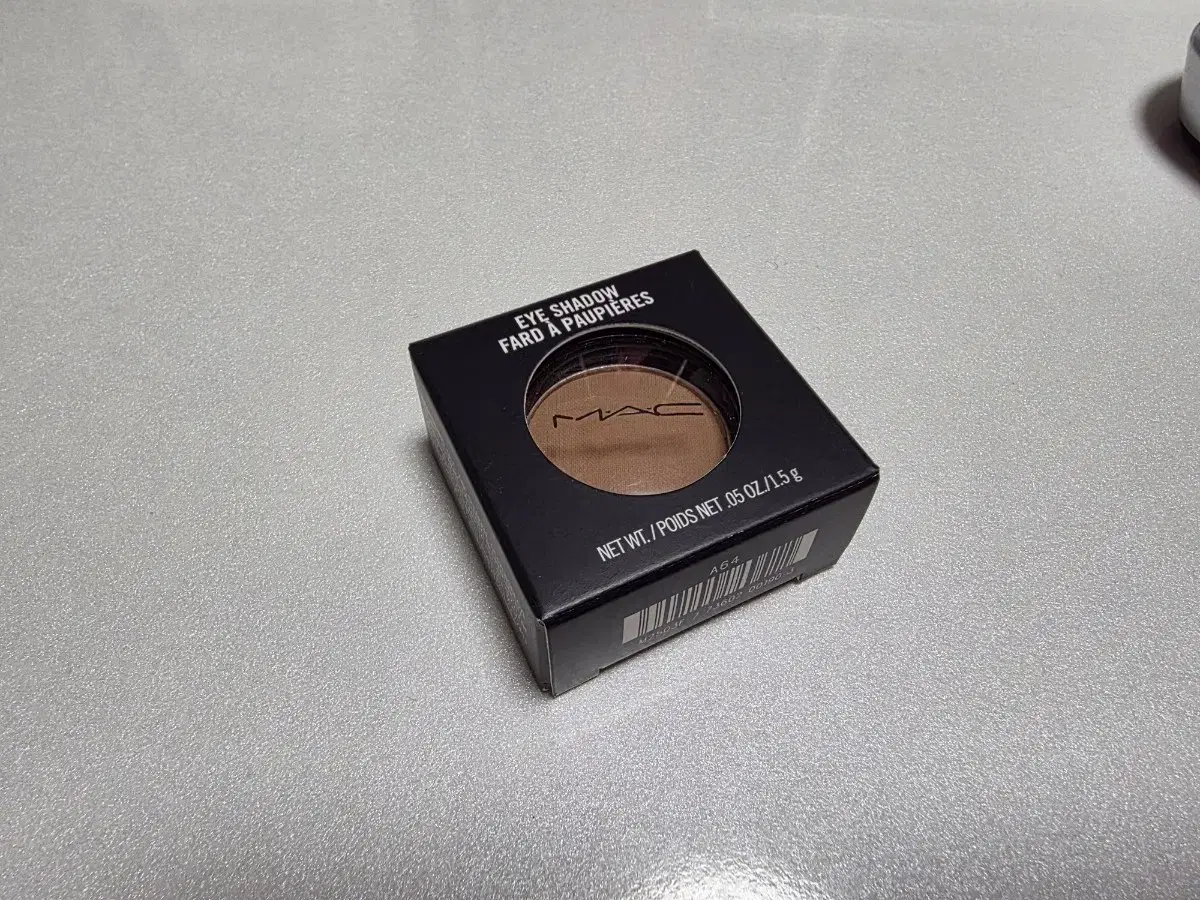 EYE SHADOW
FARD À PAUPIÈRES
M·A·C
NET WT. / POIDS NET .05 OZ./1.5 g
A64